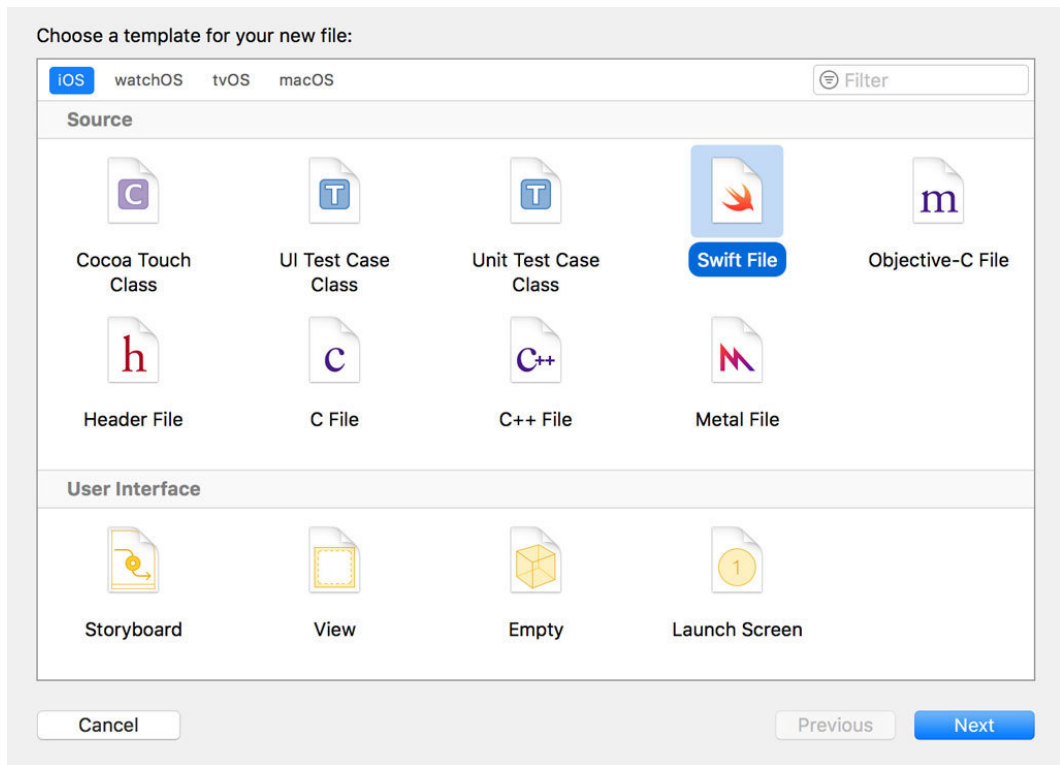 Choose a template for your new file:
iOS watchOS tvOS macOS Filter
Source
C T T m
Cocoa Touch Class
UI Test Case Class
Unit Test Case Class
Swift File
Objective-C File
h c C++
Header File C File C++ File Metal File
User Interface
1
Storyboard View Empty Launch Screen
Cancel Previous Next